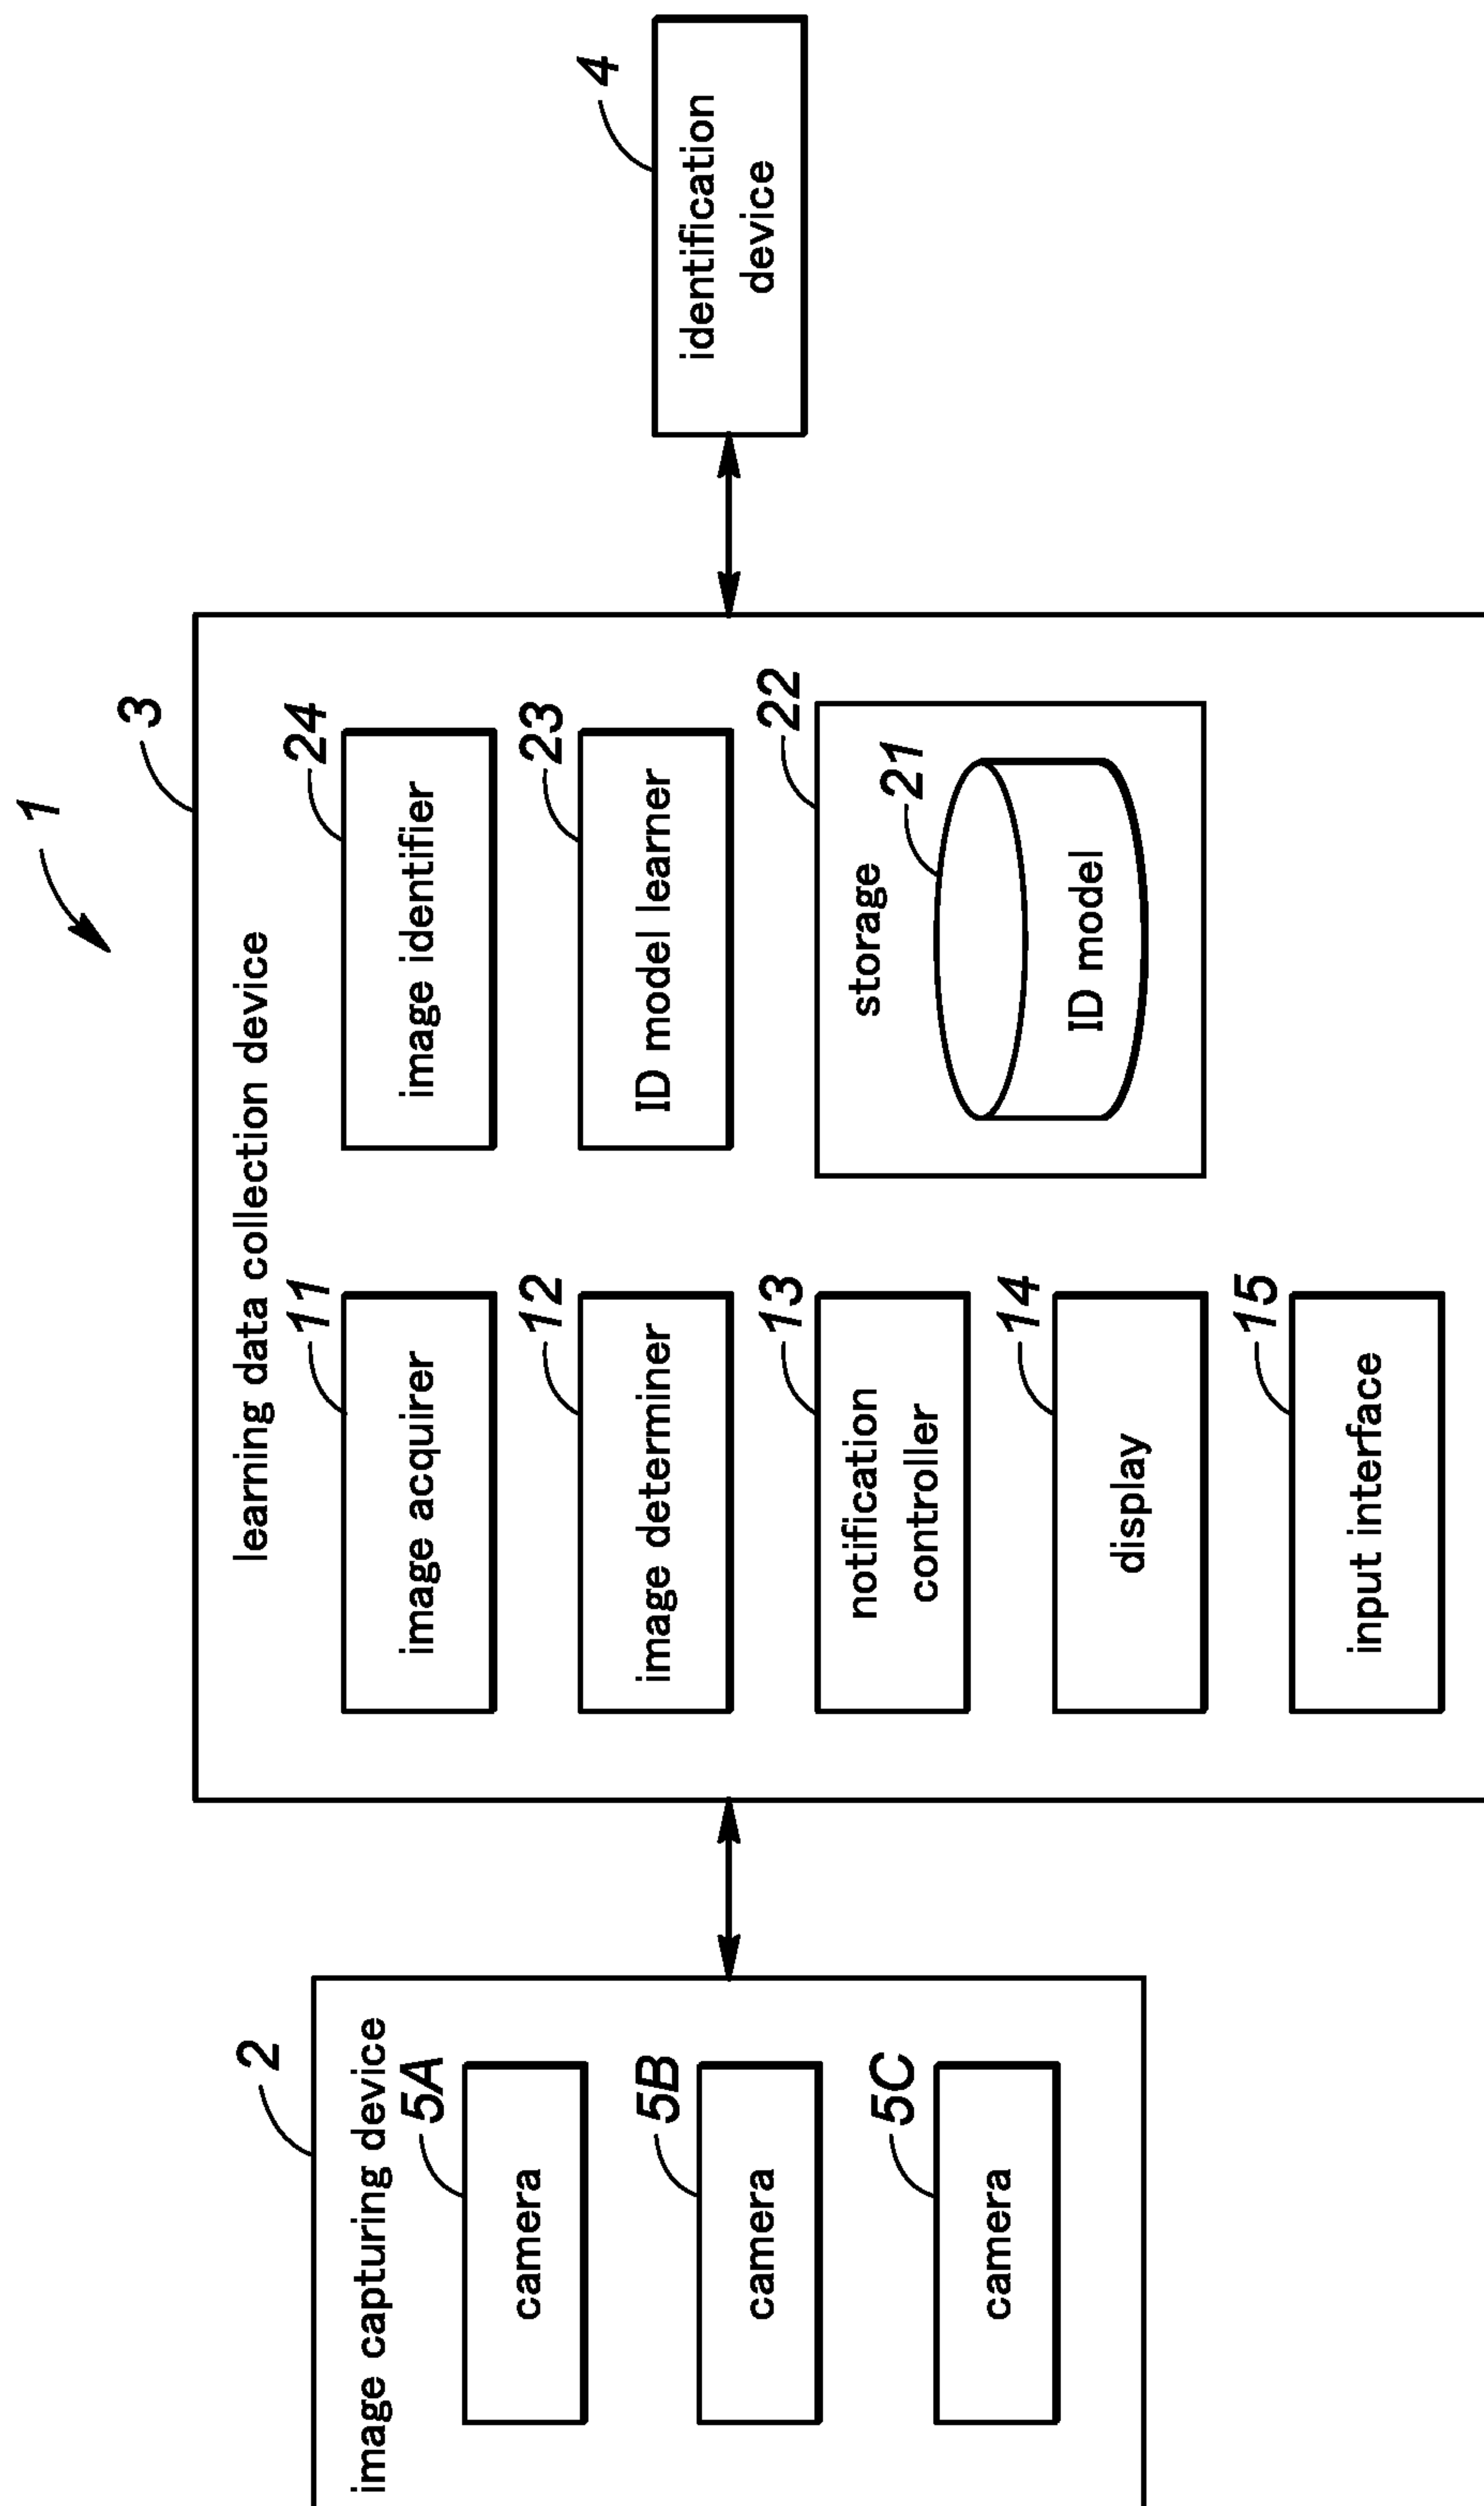 1
2
image capturing device
5A
camera
5B
camera
5C
camera
3
learning data collection device
11
image acquirer
12
image determiner
13
notification
controller
14
display
15
input interface
24
image identifier
23
ID model learner
22
storage
21
ID model
4
identification
device